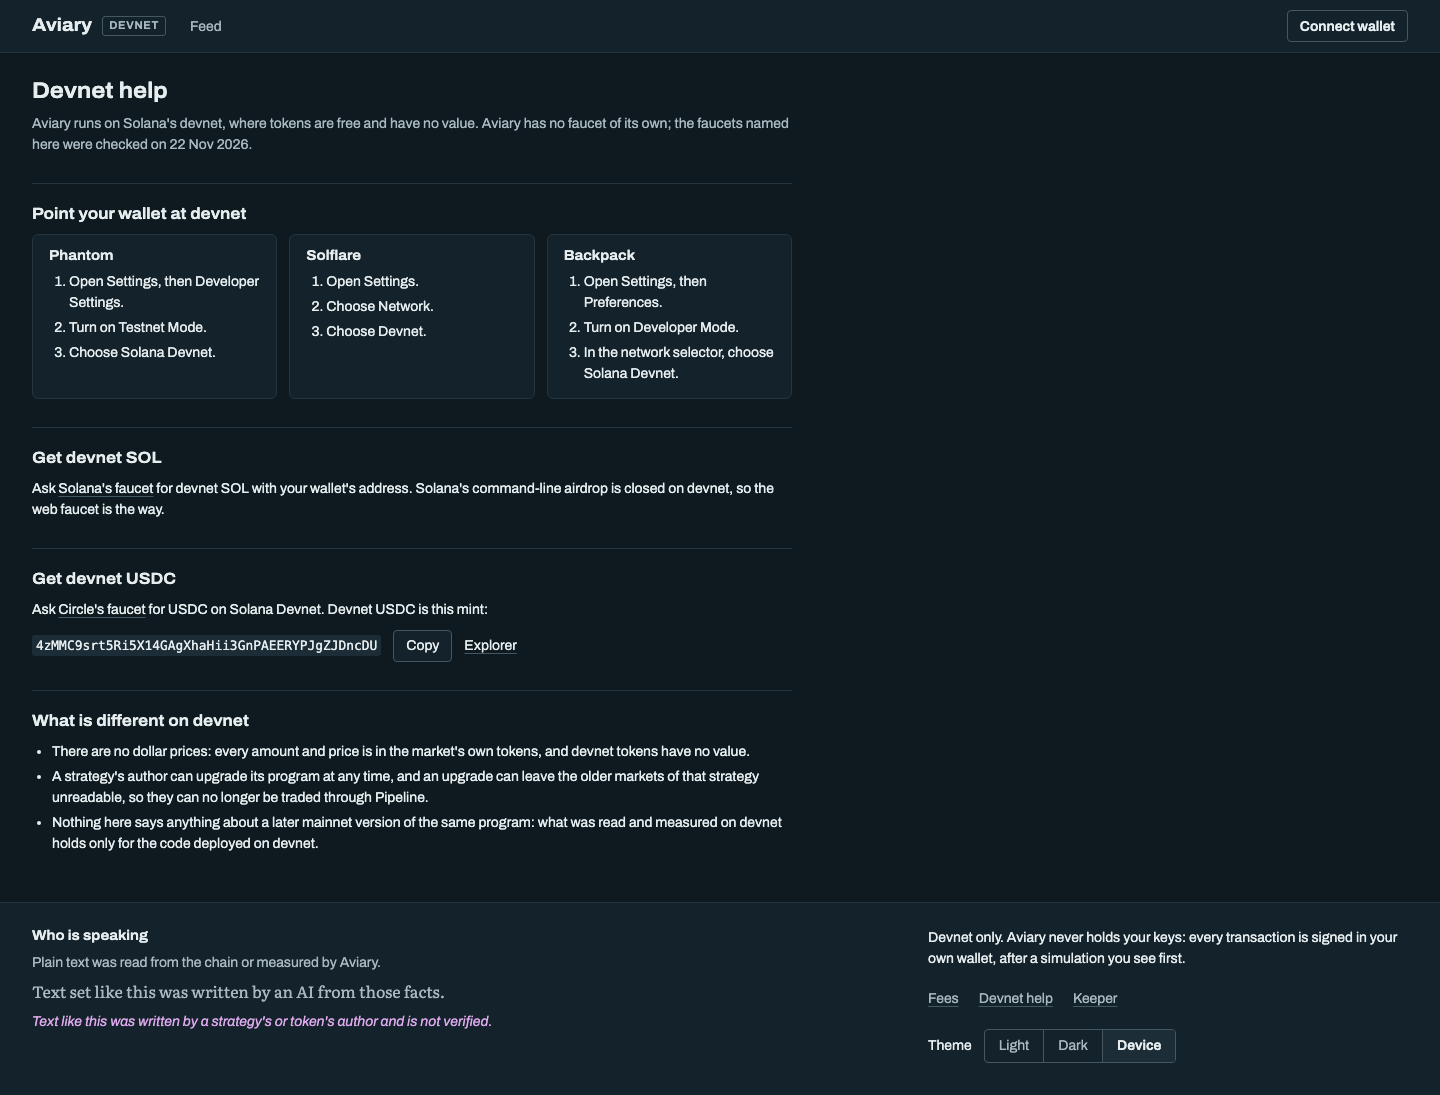 Aviary DEVNET Feed Connect wallet
Devnet help
Aviary runs on Solana's devnet, where tokens are free and have no value. Aviary has no faucet of its own; the faucets named
here were checked on 22 Nov 2026.
Point your wallet at devnet
Phantom
1. Open Settings, then Developer
Settings.
2. Turn on Testnet Mode.
3. Choose Solana Devnet.
Solflare
1. Open Settings.
2. Choose Network.
3. Choose Devnet.
Backpack
1. Open Settings, then
Preferences.
2. Turn on Developer Mode.
3. In the network selector, choose
Solana Devnet.
Get devnet SOL
Ask Solana's faucet for devnet SOL with your wallet's address. Solana's command-line airdrop is closed on devnet, so the
web faucet is the way.
Get devnet USDC
Ask Circle's faucet for USDC on Solana Devnet. Devnet USDC is this mint:
4zMMC9srt5Ri5X14GAgXhaHii3GnPAEERYPJgZJDncDU Copy Explorer
What is different on devnet
• There are no dollar prices: every amount and price is in the market's own tokens, and devnet tokens have no value.
• A strategy's author can upgrade its program at any time, and an upgrade can leave the older markets of that strategy
unreadable, so they can no longer be traded through Pipeline.
• Nothing here says anything about a later mainnet version of the same program: what was read and measured on devnet
holds only for the code deployed on devnet.
Who is speaking
Plain text was read from the chain or measured by Aviary.
Text set like this was written by an AI from those facts.
Text like this was written by a strategy's or token's author and is not verified.
Devnet only. Aviary never holds your keys: every transaction is signed in your
own wallet, after a simulation you see first.
Fees Devnet help Keeper
Theme Light Dark Device